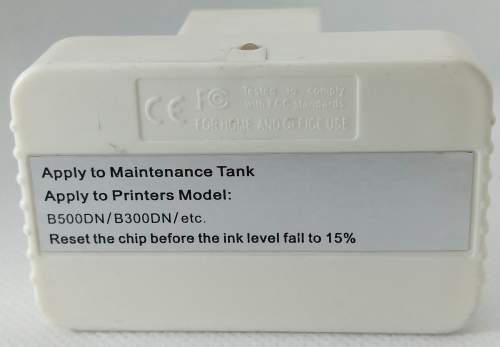 CE FC Tested to comply
with FCC standards
FOR HOME AND OFFICE USE
Apply to Maintenance Tank
Apply to Printers Model:
B500DN/B300DN/etc.
Reset the chip before the ink level fall to 15%